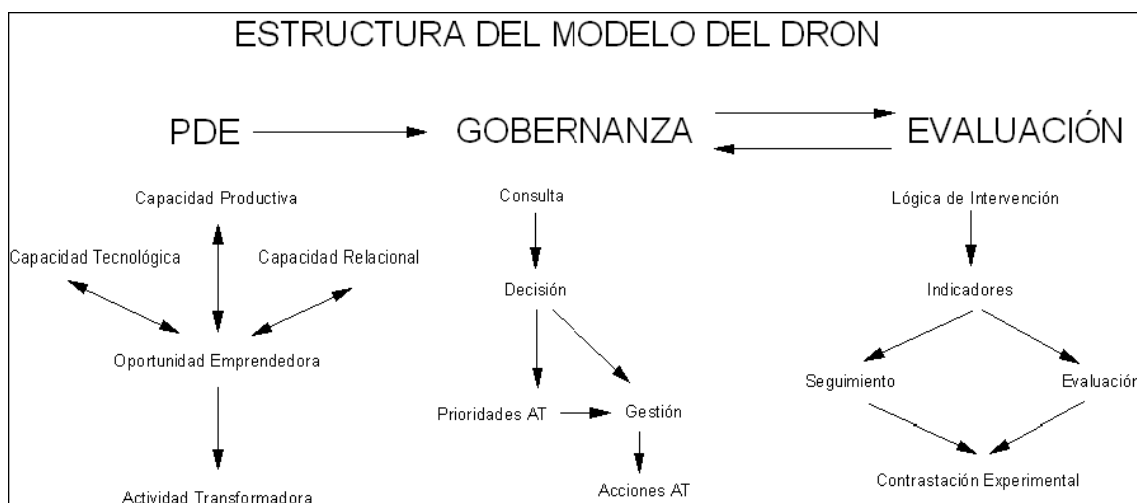 ESTRUCTURA DEL MODELO DEL DRON
PDE GOBERNANZA EVALUACIÓN
Capacidad Productiva Consulta Lógica de Intervención
Capacidad Tecnológica Capacidad Relacional
Decisión Indicadores
Oportunidad Emprendedora Seguimiento Evaluación
Prioridades AT Gestión
Actividad Transformadora Acciones AT Contrastación Experimental